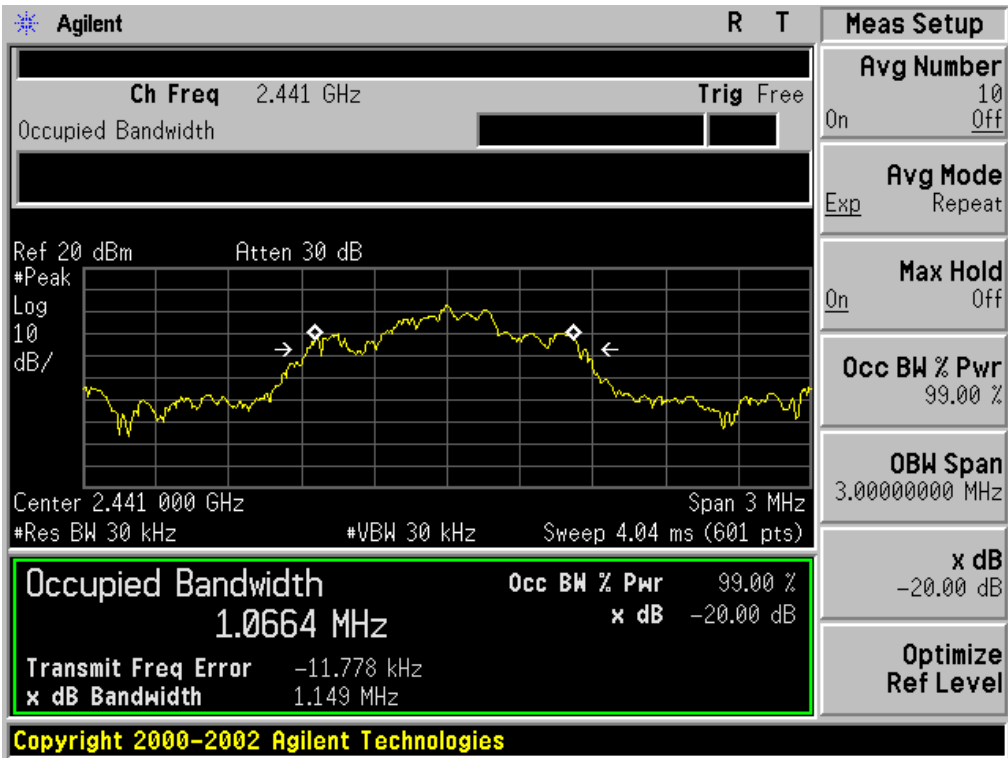 Agilent R T
Ch Freq 2.441 GHz Trig Free
Occupied Bandwidth
Ref 20 dBm Atten 30 dB
#Peak
Log
10
dB/
Center 2.441 000 GHz Span 3 MHz
#Res BW 30 kHz #VBW 30 kHz Sweep 4.04 ms (601 pts)
Occupied Bandwidth Occ BW % Pwr 99.00 %
1.0664 MHz x dB -20.00 dB
Transmit Freq Error -11.778 kHz
x dB Bandwidth 1.149 MHz
Copyright 2000-2002 Agilent Technologies
Meas Setup
Avg Number
10
On Off
Avg Mode
Exp Repeat
Max Hold
On Off
Occ BW % Pwr
99.00 %
OBW Span
3.00000000 MHz
x dB
-20.00 dB
Optimize
Ref Level